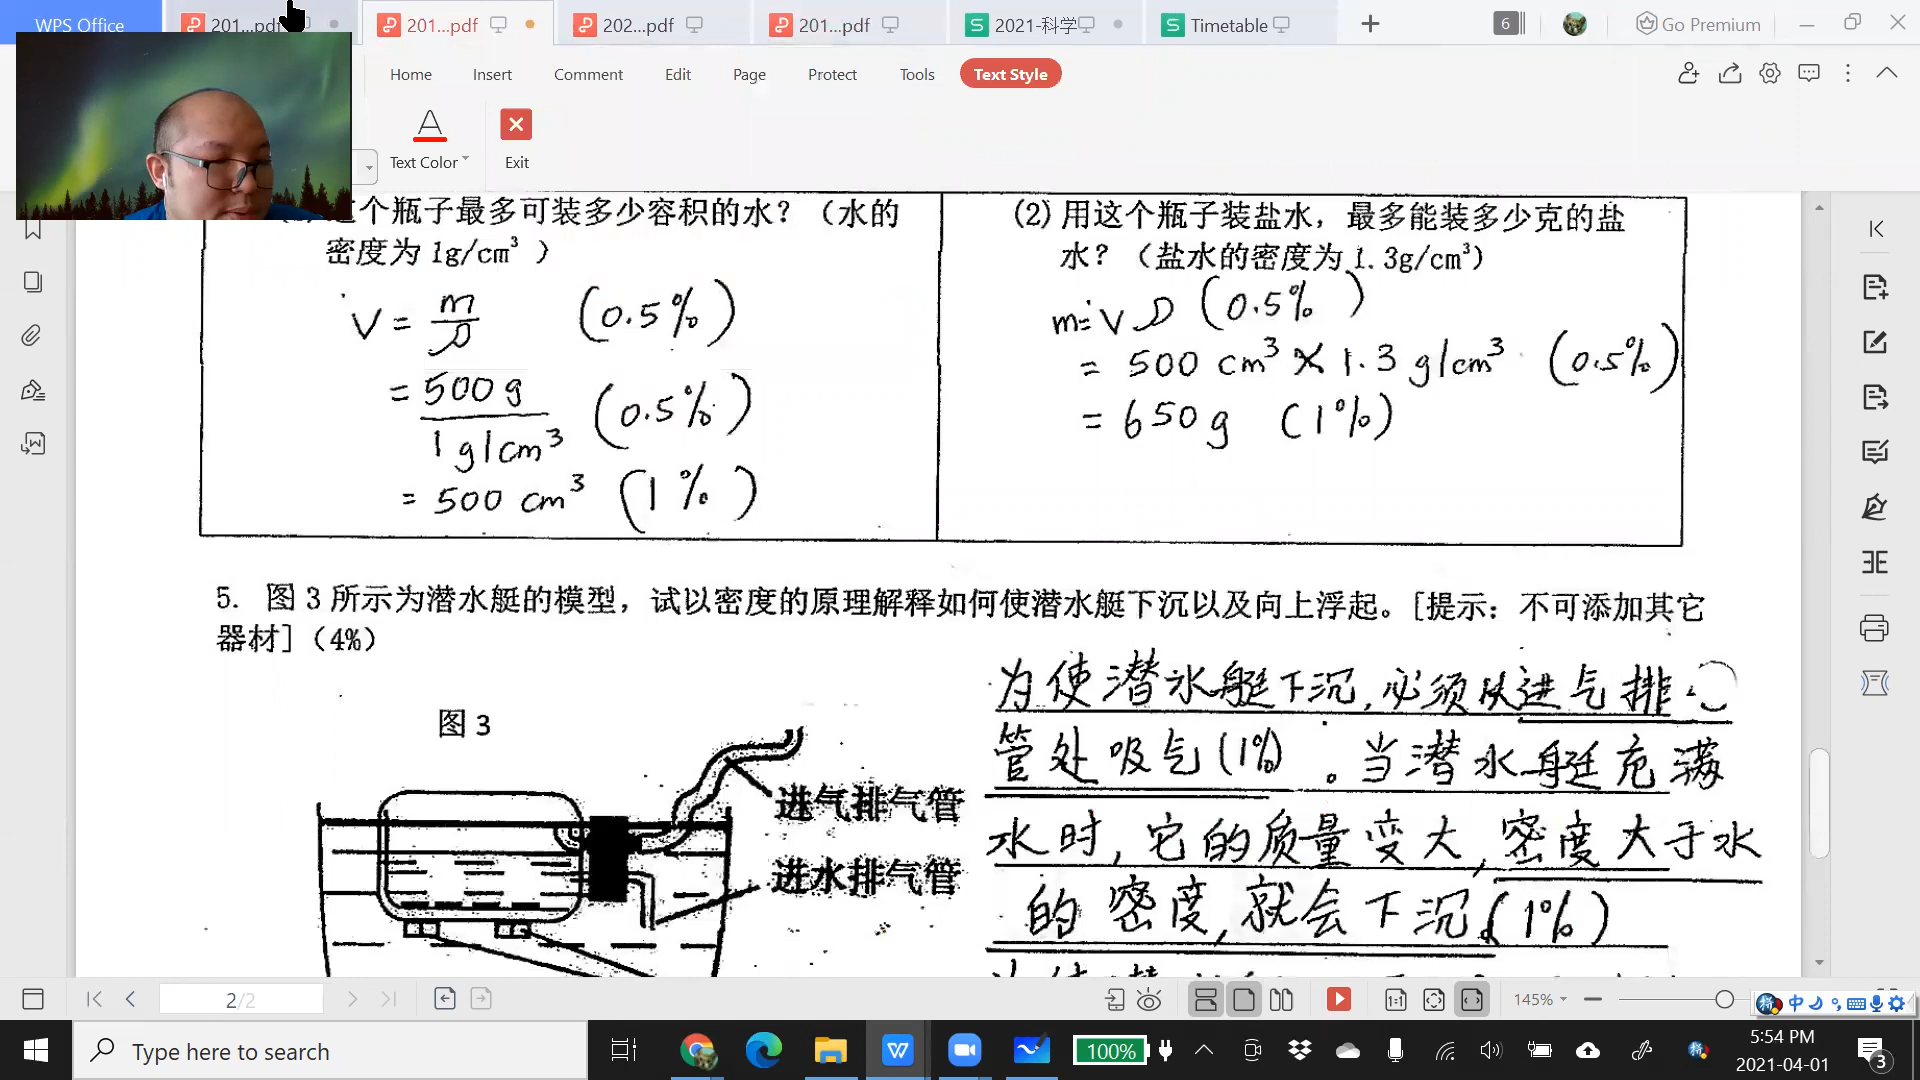 WPS Office
201...pdf
201...pdf
202...pdf
201...pdf
2021-科学
Timetable
6
Go Premium
Home
Insert
Comment
Edit
Page
Protect
Tools
Text Style
Text Color
Exit
这个瓶子最多可装多少容积的水？（水的
密度为 1g/cm³ ）
V = m/ρ (0.5%)
= 500 g / 1 g/cm³ (0.5%)
= 500 cm³ (1%)
(2) 用这个瓶子装盐水，最多能装多少克的盐
水？（盐水的密度为 1.3g/cm³)
m = Vρ (0.5%)
= 500 cm³ × 1.3 g/cm³ (0.5%)
= 650g (1%)
5. 图 3 所示为潜水艇的模型，试以密度的原理解释如何使潜水艇下沉以及向上浮起。[提示：不可添加其它
器材]（4%）
图 3
进气排气管
进水排气管
为使潜水艇下沉,必须从进气排
管处吸气(1%)。当潜水艇充满
水时,它的质量变大,密度大于水
的密度,就会下沉(1%)
2/2
145%
中
Type here to search
100%
5:54 PM
2021-04-01
3